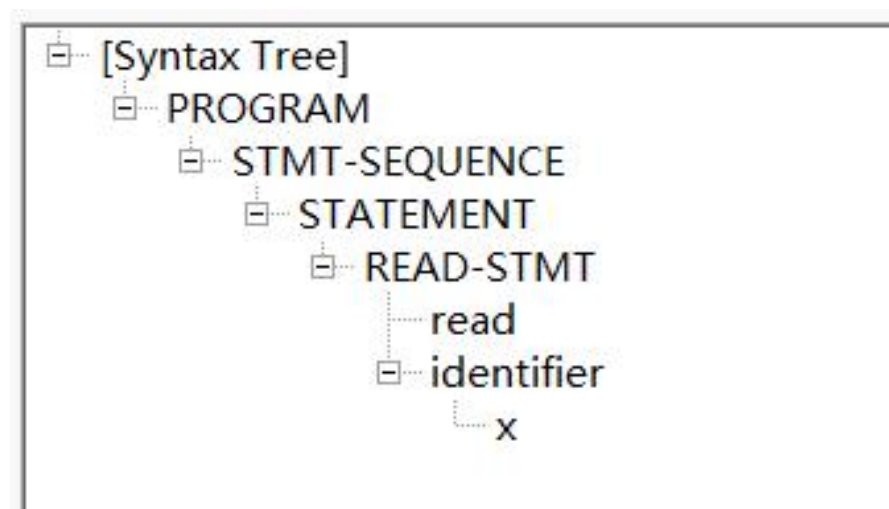 [Syntax Tree]
PROGRAM
STMT-SEQUENCE
STATEMENT
READ-STMT
read
identifier
x